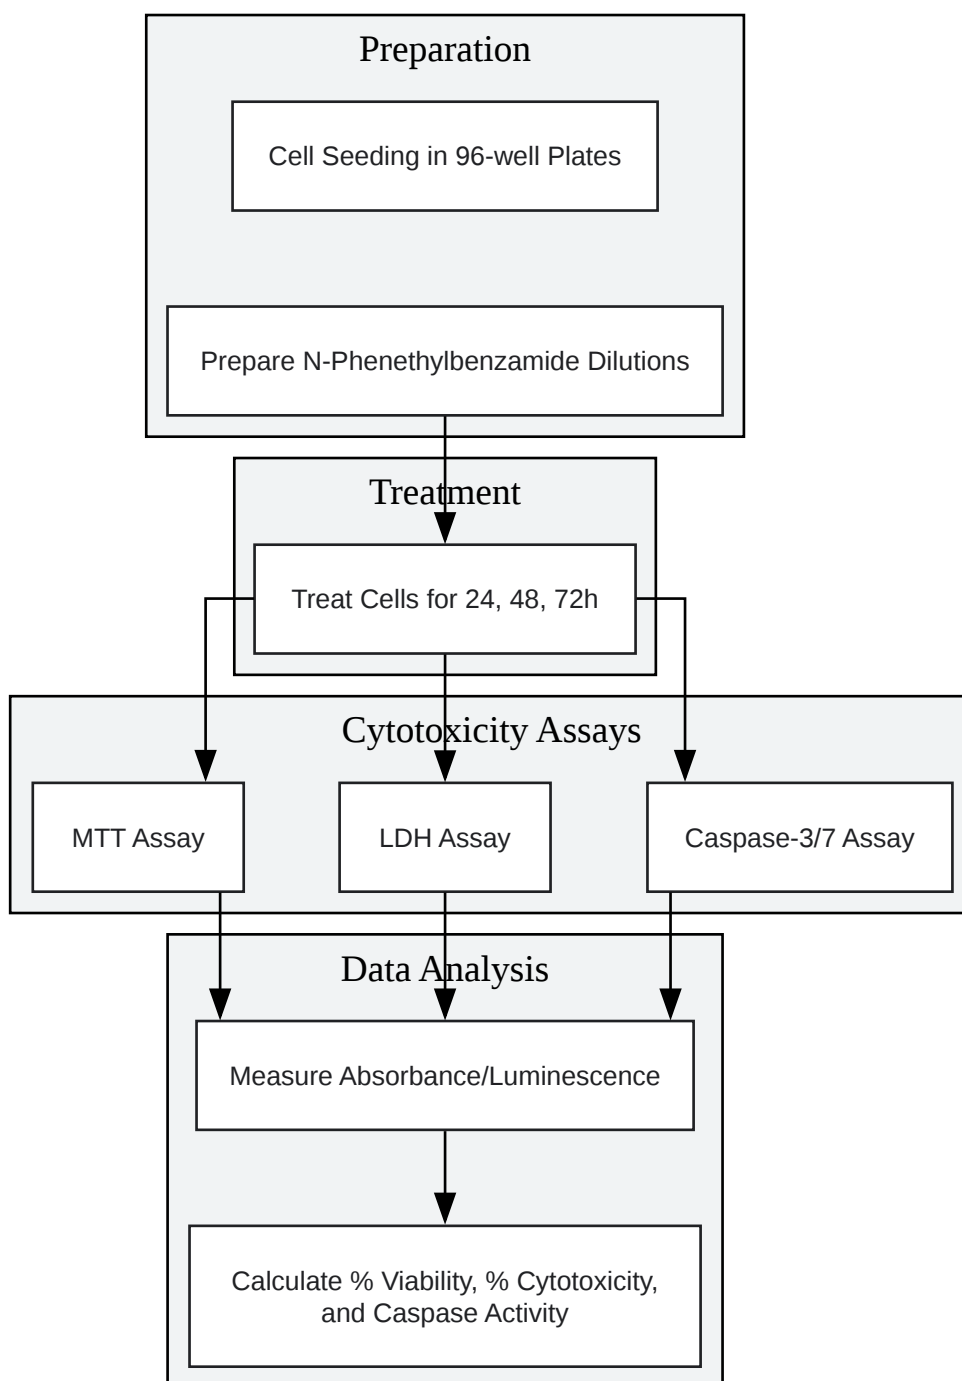 Preparation
Cell Seeding in 96-well Plates
Prepare N-Phenethylbenzamide Dilutions
Treatment
Treat Cells for 24, 48, 72h
Cytotoxicity Assays
MTT Assay
LDH Assay
Caspase-3/7 Assay
Data Analysis
Measure Absorbance/Luminescence
Calculate % Viability, % Cytotoxicity,
and Caspase Activity